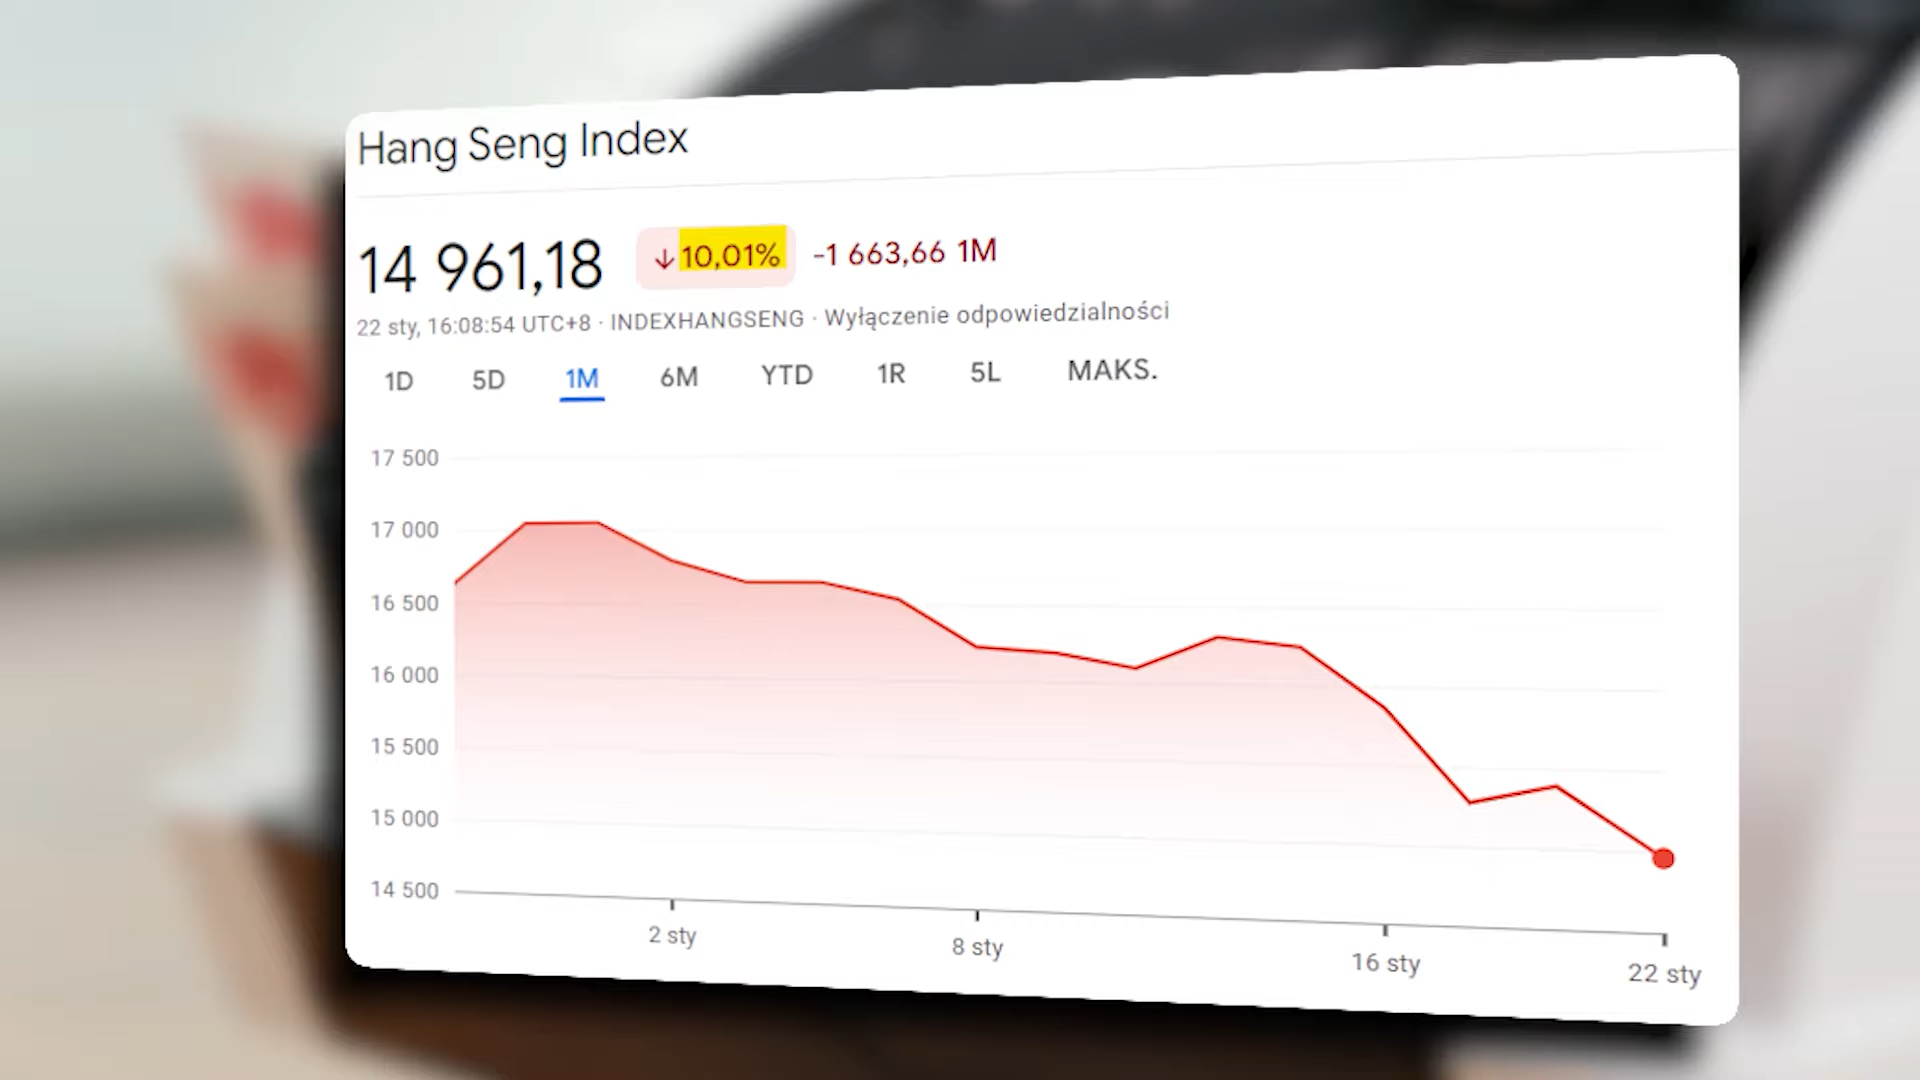 Hang Seng Index
14 961,18 ↓10,01% -1 663,66 1M
22 sty, 16:08:54 UTC+8 · INDEXHANGSENG · Wyłączenie odpowiedzialności
1D 5D 1M 6M YTD 1R 5L MAKS.
17 500
17 000
16 500
16 000
15 500
15 000
14 500
2 sty 8 sty 16 sty 22 sty